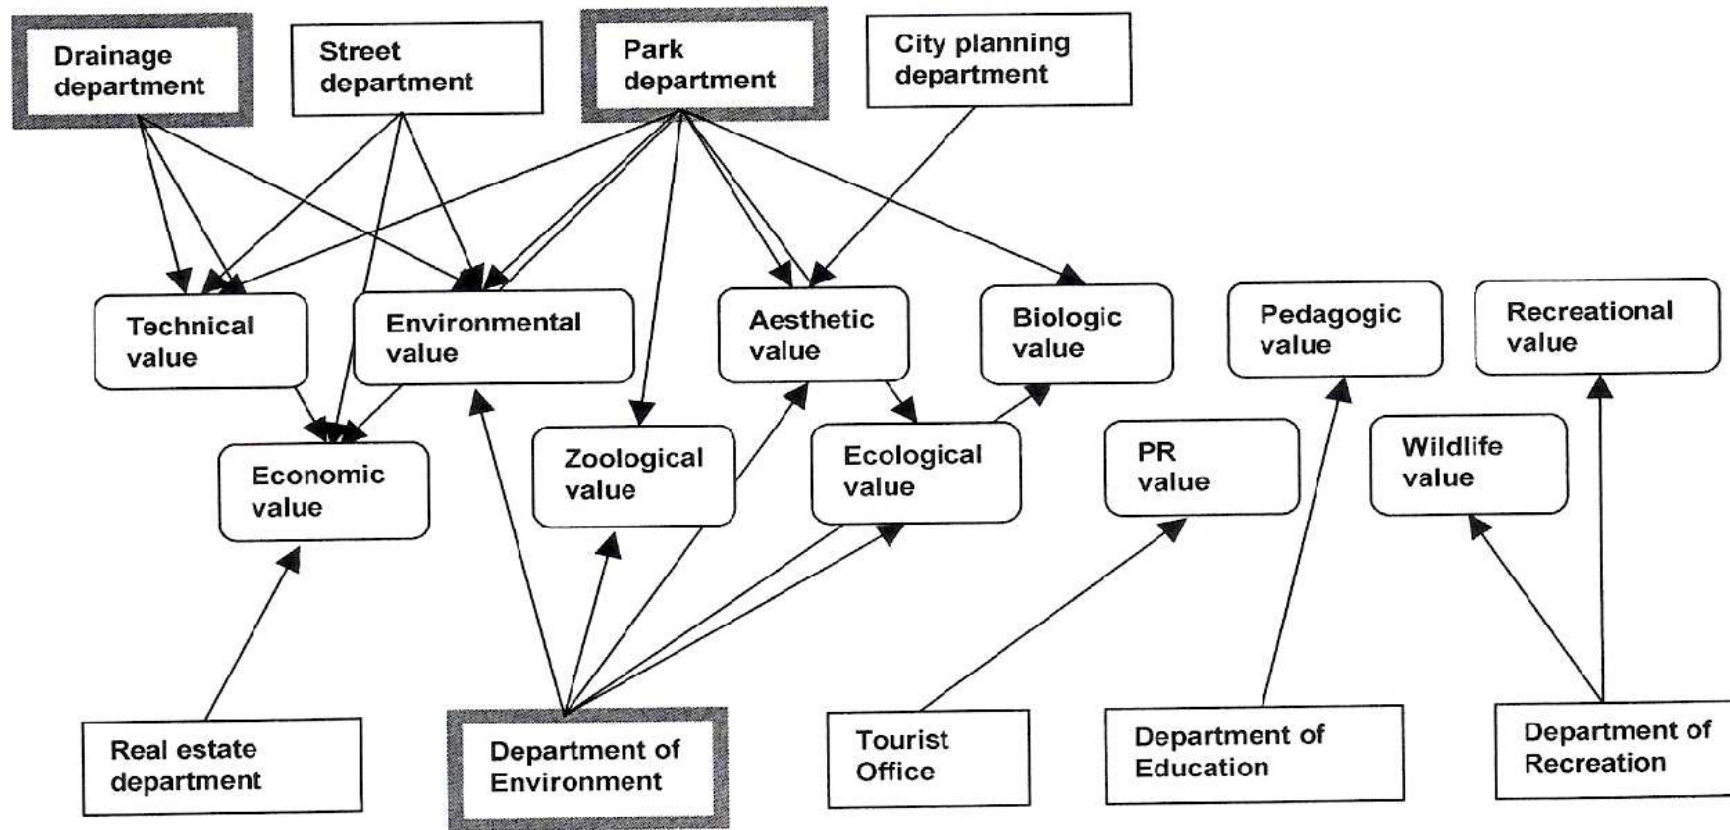 Drainage
department
Street
department
Park
department
City planning
department
Technical
value
Environmental
value
Aesthetic
value
Biologic
value
Pedagogic
value
Recreational
value
Economic
value
Zoological
value
Ecological
value
PR
value
Wildlife
value
Real estate
department
Department of
Environment
Tourist
Office
Department of
Education
Department of
Recreation